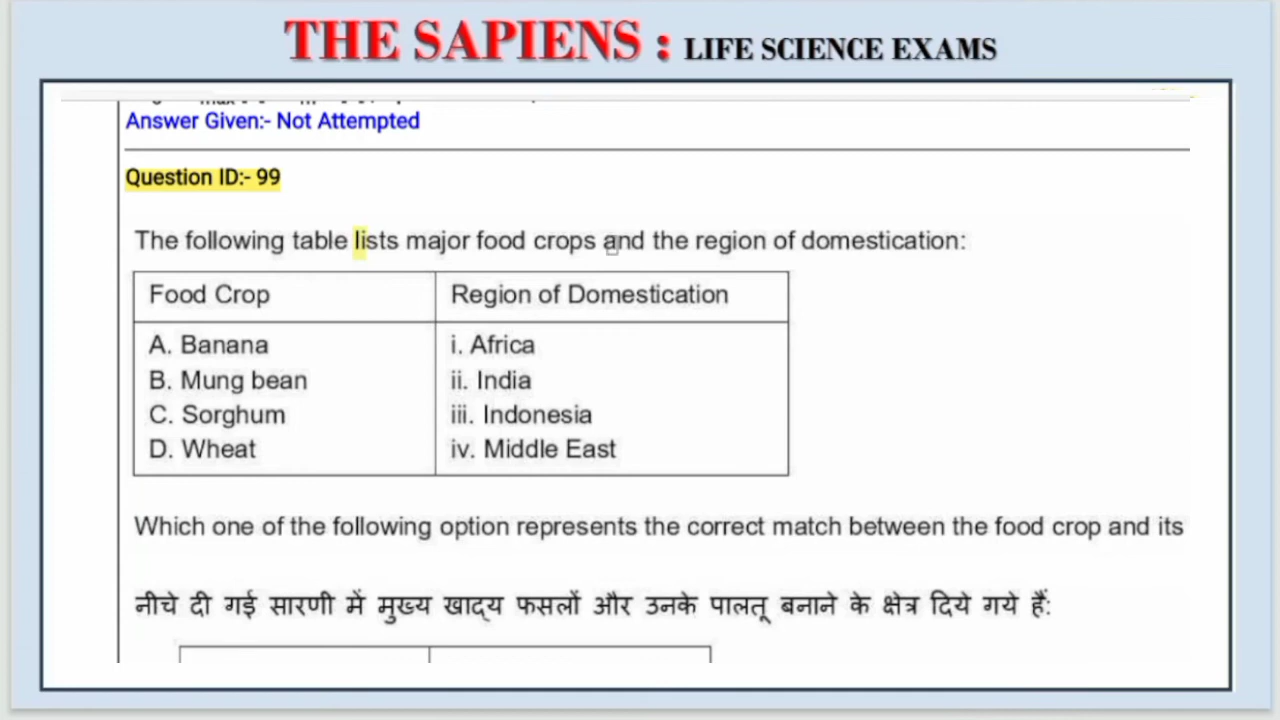 THE SAPIENS : LIFE SCIENCE EXAMS
Answer Given:- Not Attempted
Question ID:- 99
The following table lists major food crops and the region of domestication:
Food Crop Region of Domestication
A. Banana i. Africa
B. Mung bean ii. India
C. Sorghum iii. Indonesia
D. Wheat iv. Middle East
Which one of the following option represents the correct match between the food crop and its
नीचे दी गई सारणी में मुख्य खाद्य फसलों और उनके पालतू बनाने के क्षेत्र दिये गये हैं: